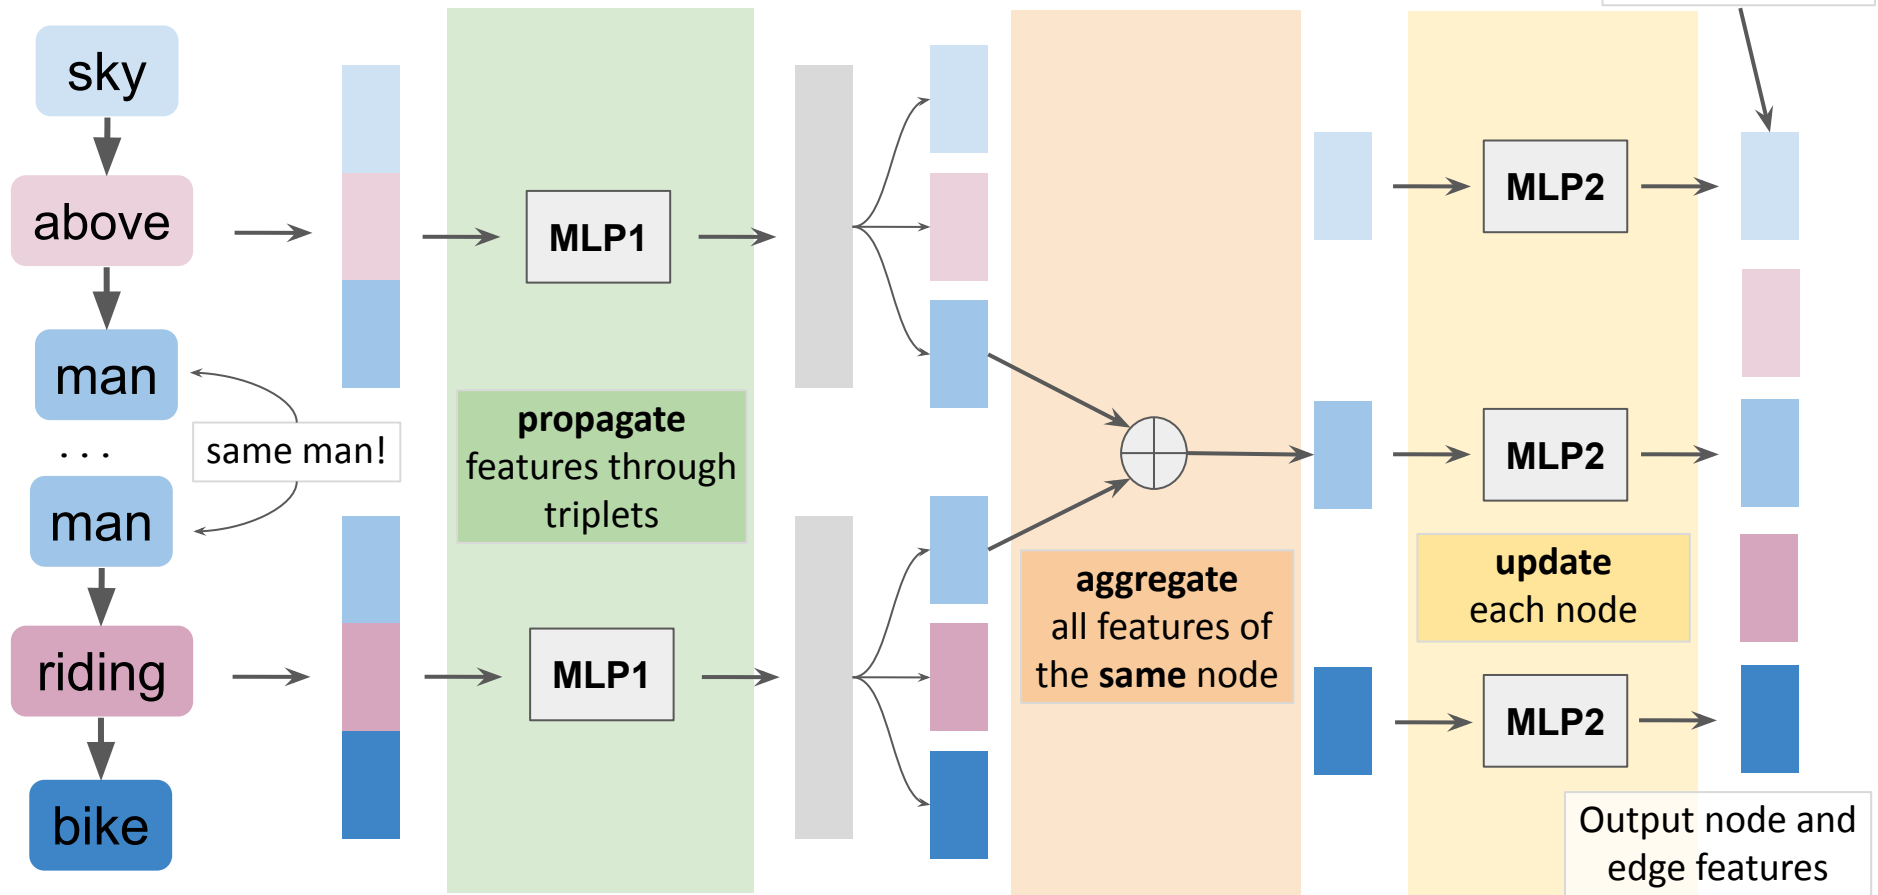 sky
above
man
. . .
man
riding
bike
same man!
MLP1
propagate
features through
triplets
MLP1
aggregate
all features of
the same node
MLP2
MLP2
update
each node
MLP2
Output node and
edge features